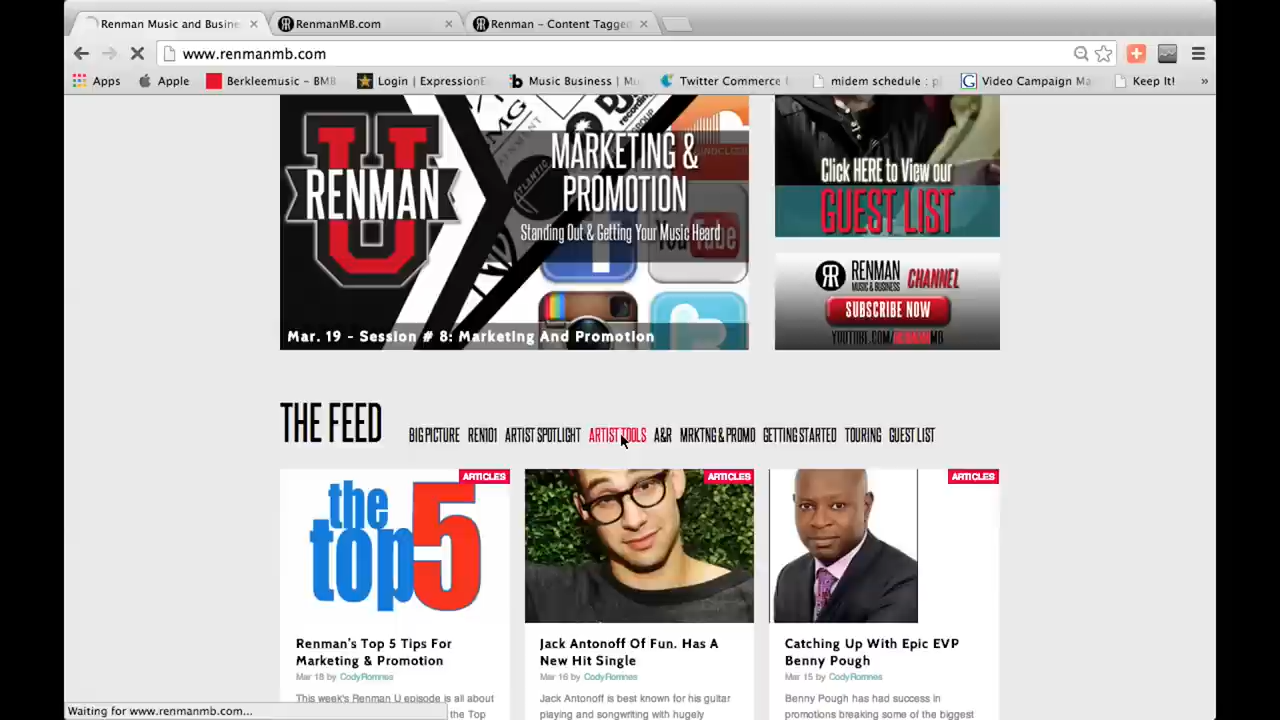 Renman Music and Busine
RenmanMB.com
Renman – Content Tagge
www.renmanmb.com
Apps
Apple
Berkleemusic – BMB
Login | ExpressionE
Music Business | Mu
Twitter Commerce
midem schedule : p
Video Campaign Ma
Keep It!
»
RENMAN
U
MARKETING &
PROMOTION
Standing Out & Getting Your Music Heard
ATLANTIC
YouTube
Mar. 19 - Session # 8: Marketing And Promotion
Click HERE to View our
GUEST LIST
RENMAN
MUSIC & BUSINESS
CHANNEL
SUBSCRIBE NOW
YOUTUBE.COM/RENMANMB
THE FEED
BIG PICTURE REN101 ARTIST SPOTLIGHT ARTIST TOOLS A&R MRKTNG & PROMO GETTING STARTED TOURING GUEST LIST
ARTICLES
ARTICLES
ARTICLES
the
top 5
Renman's Top 5 Tips For
Marketing & Promotion
Mar 18 by CodyRomnes
This week's Renman U episode is all about
the Top
Jack Antonoff Of Fun. Has A
New Hit Single
Mar 16 by CodyRomnes
Jack Antonoff is best known for his guitar
playing and songwriting with hugely
Catching Up With Epic EVP
Benny Pough
Mar 15 by CodyRomnes
Benny Pough has had success in
promotions breaking some of the biggest
Waiting for www.renmanmb.com...